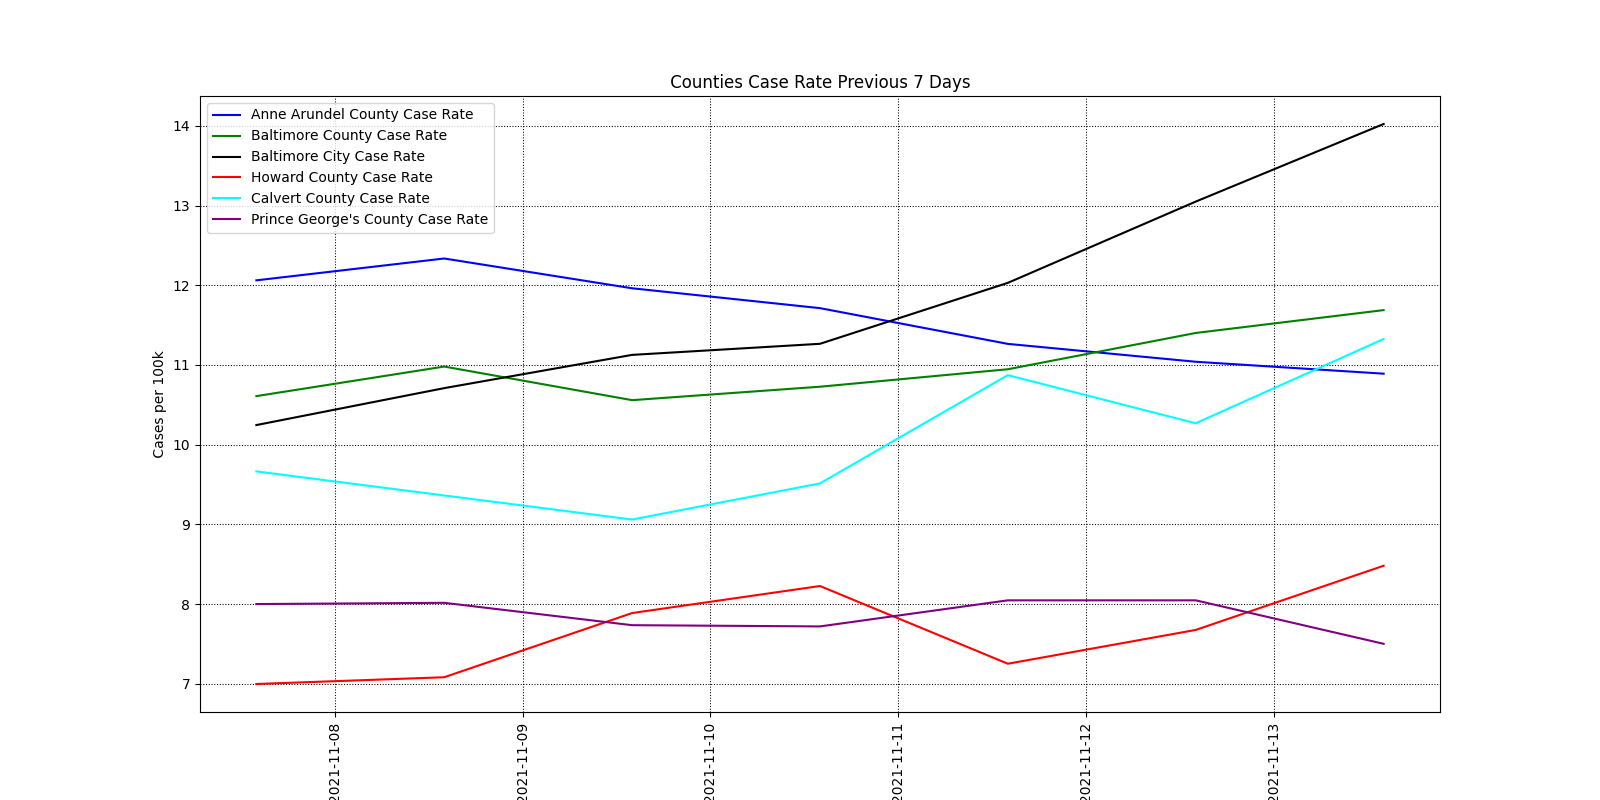 Counties Case Rate Previous 7 Days
Anne Arundel County Case Rate
Baltimore County Case Rate
Baltimore City Case Rate
Howard County Case Rate
Calvert County Case Rate
Prince George's County Case Rate
Cases per 100k
14
13
12
11
10
9
8
7
2021-11-08
2021-11-09
2021-11-10
2021-11-11
2021-11-12
2021-11-13